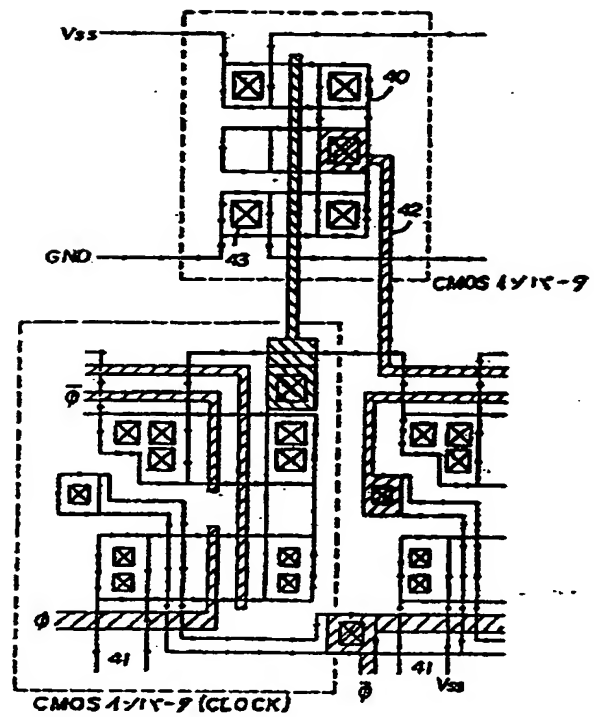 Vss
40
42
GND
43
CMOS インバータ
φ̅
φ
41
41
Vss
φ̅
CMOS インバータ (CLOCK)